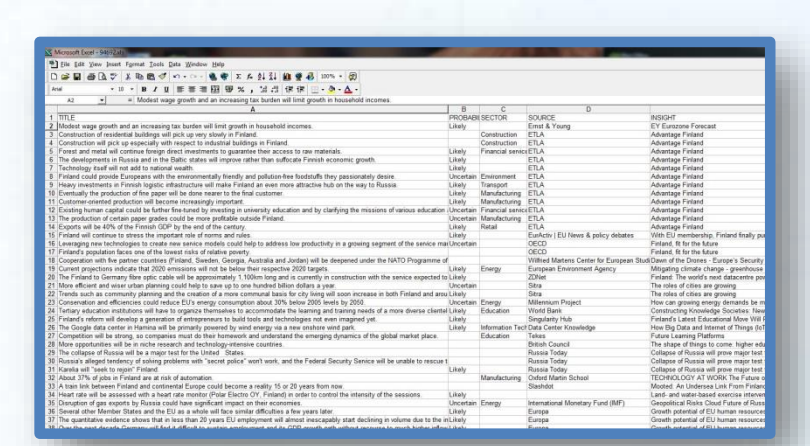 Microsoft Excel
File Edit View Insert Format Tools Data Window Help
100%
Arial 10 B I U
A2 = Modest wage growth and an increasing tax burden will limit growth in household incomes.
A B C D
1 TITLE PROBABI SECTOR SOURCE INSIGHT
2 Modest wage growth and an increasing tax burden will limit growth in household incomes. Likely Ernst & Young EY Eurozone Forecast
3 Construction of residential buildings will pick up very slowly in Finland. Construction ETLA Advantage Finland
4 Construction will pick up especially with respect to industrial buildings in Finland. Construction ETLA Advantage Finland
5 Forest and metal will continue foreign direct investments to guarantee their access to raw materials. Likely Financial servic ETLA Advantage Finland
6 The developments in Russia and in the Baltic states will improve rather than suffocate Finnish economic growth. Likely ETLA Advantage Finland
7 Technology itself will not add to national wealth. Likely ETLA Advantage Finland
8 Finland could provide Europeans with the environmentally friendly and pollution-free foodstuffs they passionately desire. Uncertain Environment ETLA Advantage Finland
9 Heavy investments in Finnish logistic infrastructure will make Finland an even more attractive hub on the way to Russia. Likely Transport ETLA Advantage Finland
10 Eventually the production of fine paper will be done nearer to the final customer. Likely Manufacturing ETLA Advantage Finland
11 Customer-oriented production will become increasingly important. Likely Manufacturing ETLA Advantage Finland
12 Existing human capital could be further fine-tuned by investing in university education and by clarifying the missions of various education Uncertain Financial servic ETLA Advantage Finland
13 The production of certain paper grades could be more profitable outside Finland. Uncertain Manufacturing ETLA Advantage Finland
14 Exports will be 40% of the Finnish GDP by the end of the century. Likely Retail ETLA Advantage Finland
15 Finland will continue to stress the important role of norms and rules. Likely EurActiv | EU News & policy debates With EU membership, Finland finally pu
16 Leveraging new technologies to create new service models could help to address low productivity in a growing segment of the service mar Uncertain OECD Finland, fit for the future
17 Finland's population faces one of the lowest risks of relative poverty. OECD Finland, fit for the future
18 Cooperation with five partner countries (Finland, Sweden, Georgia, Australia and Jordan) will be deepened under the NATO Programme of Wilfried Martens Center for European Studi Dawn of the Drones - Europe's Security
19 Current projections indicate that 2020 emissions will not be below their respective 2020 targets. Likely Energy European Environment Agency Mitigating climate change - greenhouse
20 The Finland to Germany fibre optic cable will be approximately 1,100km long and is currently in construction with the service expected to Likely ZDNet Finland: The world's next datacentre pow
21 More efficient and wiser urban planning could help to save up to one hundred billion dollars a year. Uncertain Sitra The roles of cities are growing
22 Trends such as community planning and the creation of a more communal basis for city living will soon increase in both Finland and arou Likely Sitra The roles of cities are growing
23 Conservation and efficiencies could reduce EU's energy consumption about 30% below 2005 levels by 2050. Uncertain Energy Millennium Project How can growing energy demands be m
24 Tertiary education institutions will have to organize themselves to accommodate the learning and training needs of a more diverse clientel Likely Education World Bank Constructing Knowledge Societies: New
25 Finland's reform will develop a generation of entrepreneurs to build tools and technologies not even imagined yet. Likely Singularity Hub Finland's Latest Educational Move Will P
26 The Google data center in Hamina will be primarily powered by wind energy via a new onshore wind park. Likely Information Tech Data Center Knowledge How Big Data and Internet of Things (IoT
27 Competition will be strong, so companies must do their homework and understand the emerging dynamics of the global market place. Education Tekes Future Learning Platforms
28 More opportunities will be in niche research and technology-intensive countries. British Council The shape of things to come: higher edu
29 The collapse of Russia will be a major test for the United States. Russia Today Collapse of Russia will prove major test
30 Russia's alleged tendency of solving problems with "secret police" won't work, and the Federal Security Service will be unable to rescue t Russia Today Collapse of Russia will prove major test
31 Karelia will "seek to rejoin" Finland. Likely Russia Today Collapse of Russia will prove major test
32 About 37% of jobs in Finland are at risk of automation. Manufacturing Oxford Martin School TECHNOLOGY AT WORK The Future o
33 A train link between Finland and continental Europe could become a reality 15 or 20 years from now. Slashdot Mooted: An Undersea Link From Finlan
34 Heart rate will be assessed with a heart rate monitor (Polar Electro OY, Finland) in order to control the intensity of the sessions. Likely Land- and water-based exercise interven
35 Disruption of gas exports by Russia could have significant impact on their economies. Uncertain Energy International Monetary Fund (IMF) Geopolitical Risks Cloud Future of Russ
36 Several other Member States and the EU as a whole will face similar difficulties a few years later. Likely Europa Growth potential of EU human resources
37 The quantitative evidence shows that in less than 20 years EU employment will almost inescapably start declining in volume due to the in Likely Europa Growth potential of EU human resources